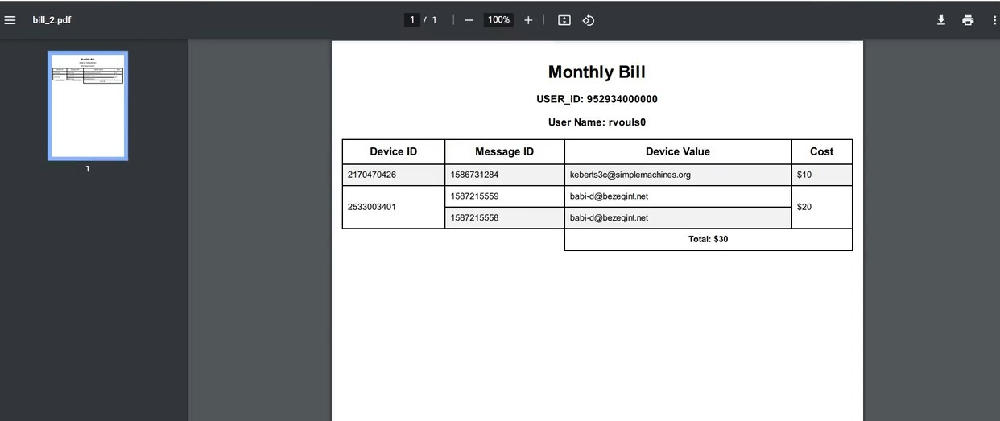 bill_2.pdf
1 / 1
100%
1
Monthly Bill
USER_ID: 952934000000
User Name: rvouls0
Device ID Message ID Device Value Cost
2170470426 1586731284 keberts3c@simplemachines.org $10
2533003401 1587215559 babi-d@bezeqint.net $20
1587215558 babi-d@bezeqint.net
Total: $30